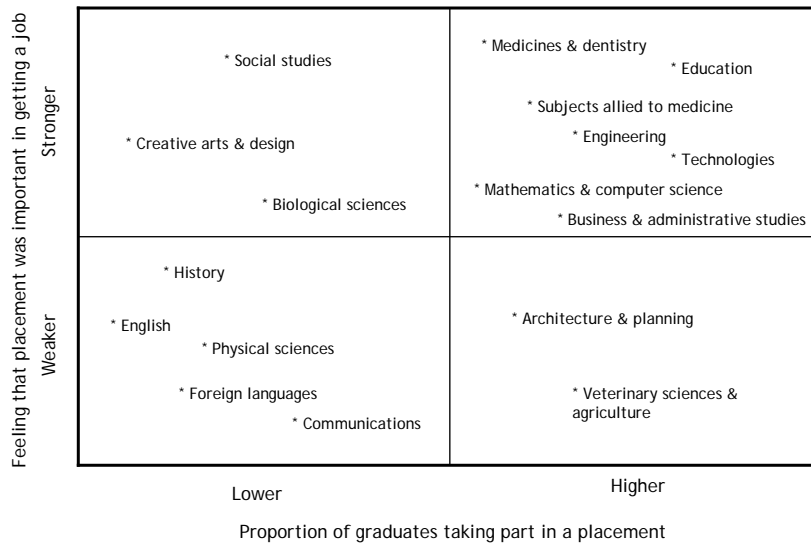 Feeling that placement was important in getting a job
Stronger
Weaker
* Social studies
* Creative arts & design
* Biological sciences
* Medicines & dentistry
* Education
* Subjects allied to medicine
* Engineering
* Technologies
* Mathematics & computer science
* Business & administrative studies
* History
* English
* Physical sciences
* Foreign languages
* Communications
* Architecture & planning
* Veterinary sciences &
agriculture
Lower
Higher
Proportion of graduates taking part in a placement